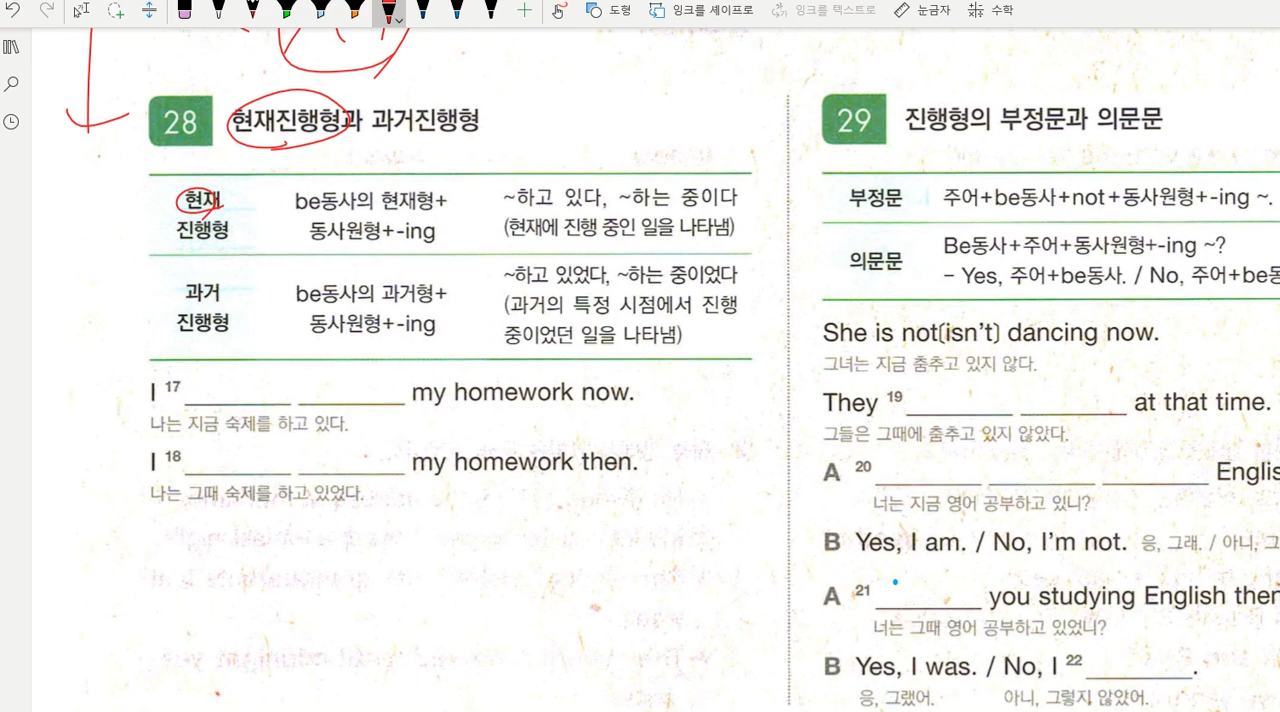 도형 잉크를 셰이프로 잉크를 텍스트로 눈금자 수학
28 현재진행형과 과거진행형
현재
진행형
be동사의 현재형+
동사원형+-ing
~하고 있다, ~하는 중이다
(현재에 진행 중인 일을 나타냄)
과거
진행형
be동사의 과거형+
동사원형+-ing
~하고 있었다, ~하는 중이었다
(과거의 특정 시점에서 진행
중이었던 일을 나타냄)
I 17 ________ ________ my homework now.
나는 지금 숙제를 하고 있다.
I 18 ________ ________ my homework then.
나는 그때 숙제를 하고 있었다.
29 진행형의 부정문과 의문문
부정문 주어+be동사+not+동사원형+-ing ~.
의문문
Be동사+주어+동사원형+-ing ~?
– Yes, 주어+be동사. / No, 주어+be동
She is not(isn't) dancing now.
그녀는 지금 춤추고 있지 않다.
They 19 ________ ________ at that time.
그들은 그때에 춤추고 있지 않았다.
A 20 ________ ________ ________ Englis
너는 지금 영어 공부하고 있니?
B Yes, I am. / No, I'm not. 응, 그래. / 아니, 그
A 21 ________ you studying English then
너는 그때 영어 공부하고 있었니?
B Yes, I was. / No, I 22 ________.
응, 그랬어. 아니, 그렇지 않았어.